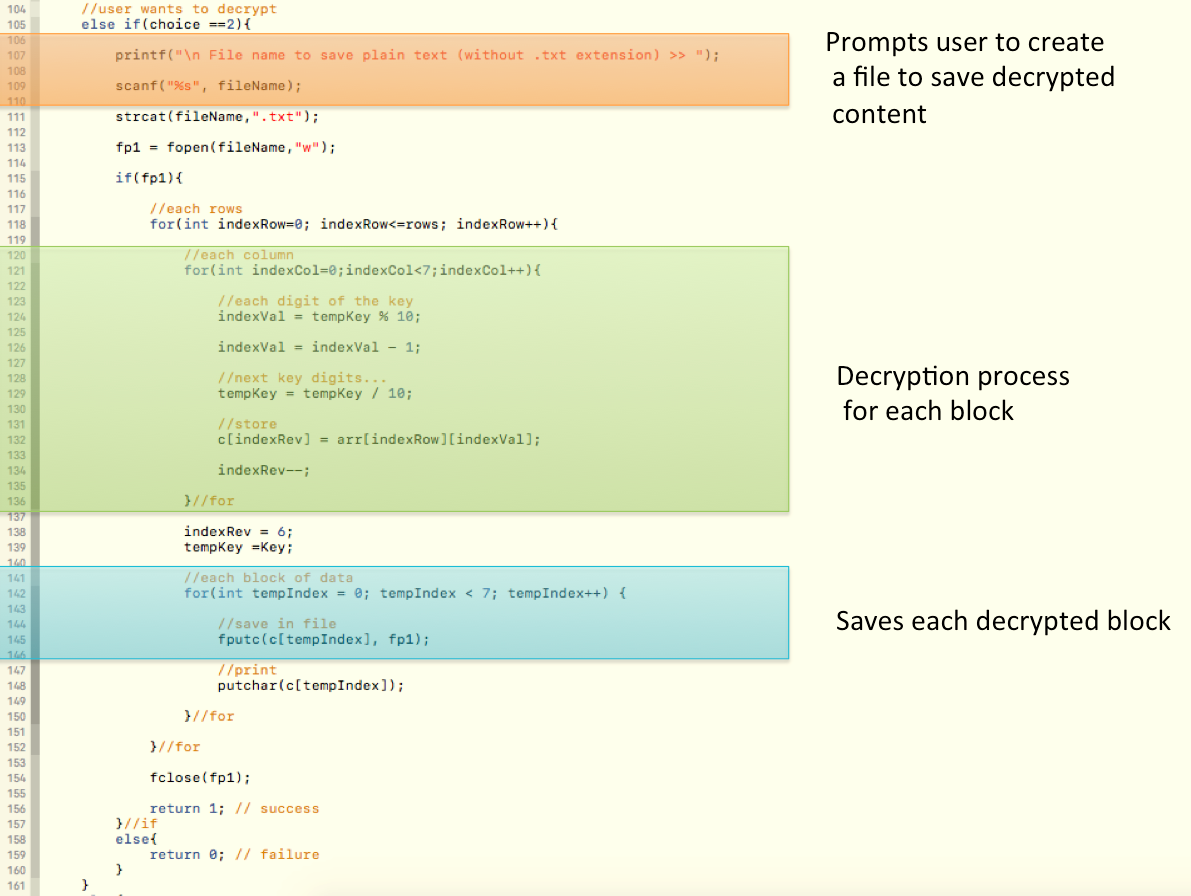 104 //user wants to decrypt
105 else if(choice ==2){
106
107 printf("\n File name to save plain text (without .txt extension) >> ");
108
109 scanf("%s", fileName);
110
111 strcat(fileName,".txt");
112
113 fp1 = fopen(fileName,"w");
114
115 if(fp1){
116
117 //each rows
118 for(int indexRow=0; indexRow<=rows; indexRow++){
119
120 //each column
121 for(int indexCol=0;indexCol<7;indexCol++){
122
123 //each digit of the key
124 indexVal = tempKey % 10;
125
126 indexVal = indexVal - 1;
127
128 //next key digits...
129 tempKey = tempKey / 10;
130
131 //store
132 c[indexRev] = arr[indexRow][indexVal];
133
134 indexRev--;
135
136 }//for
137
138 indexRev = 6;
139 tempKey =Key;
140
141 //each block of data
142 for(int tempIndex = 0; tempIndex < 7; tempIndex++) {
143
144 //save in file
145 fputc(c[tempIndex], fp1);
146
147 //print
148 putchar(c[tempIndex]);
149
150 }//for
151
152 }//for
153
154 fclose(fp1);
155
156 return 1; // success
157 }//if
158 else{
159 return 0; // failure
160 }
161 }
Prompts user to create
a file to save decrypted
content
Decryption process
for each block
Saves each decrypted block